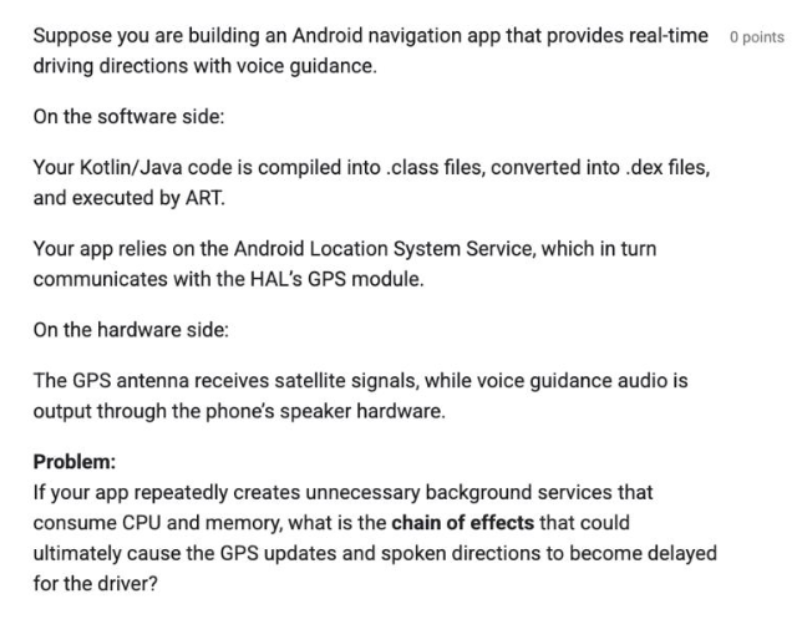 Suppose you are building an Android navigation app that provides real-time 0 points
driving directions with voice guidance.
On the software side:
Your Kotlin/Java code is compiled into .class files, converted into .dex files,
and executed by ART.
Your app relies on the Android Location System Service, which in turn
communicates with the HAL's GPS module.
On the hardware side:
The GPS antenna receives satellite signals, while voice guidance audio is
output through the phone's speaker hardware.
Problem:
If your app repeatedly creates unnecessary background services that
consume CPU and memory, what is the chain of effects that could
ultimately cause the GPS updates and spoken directions to become delayed
for the driver?